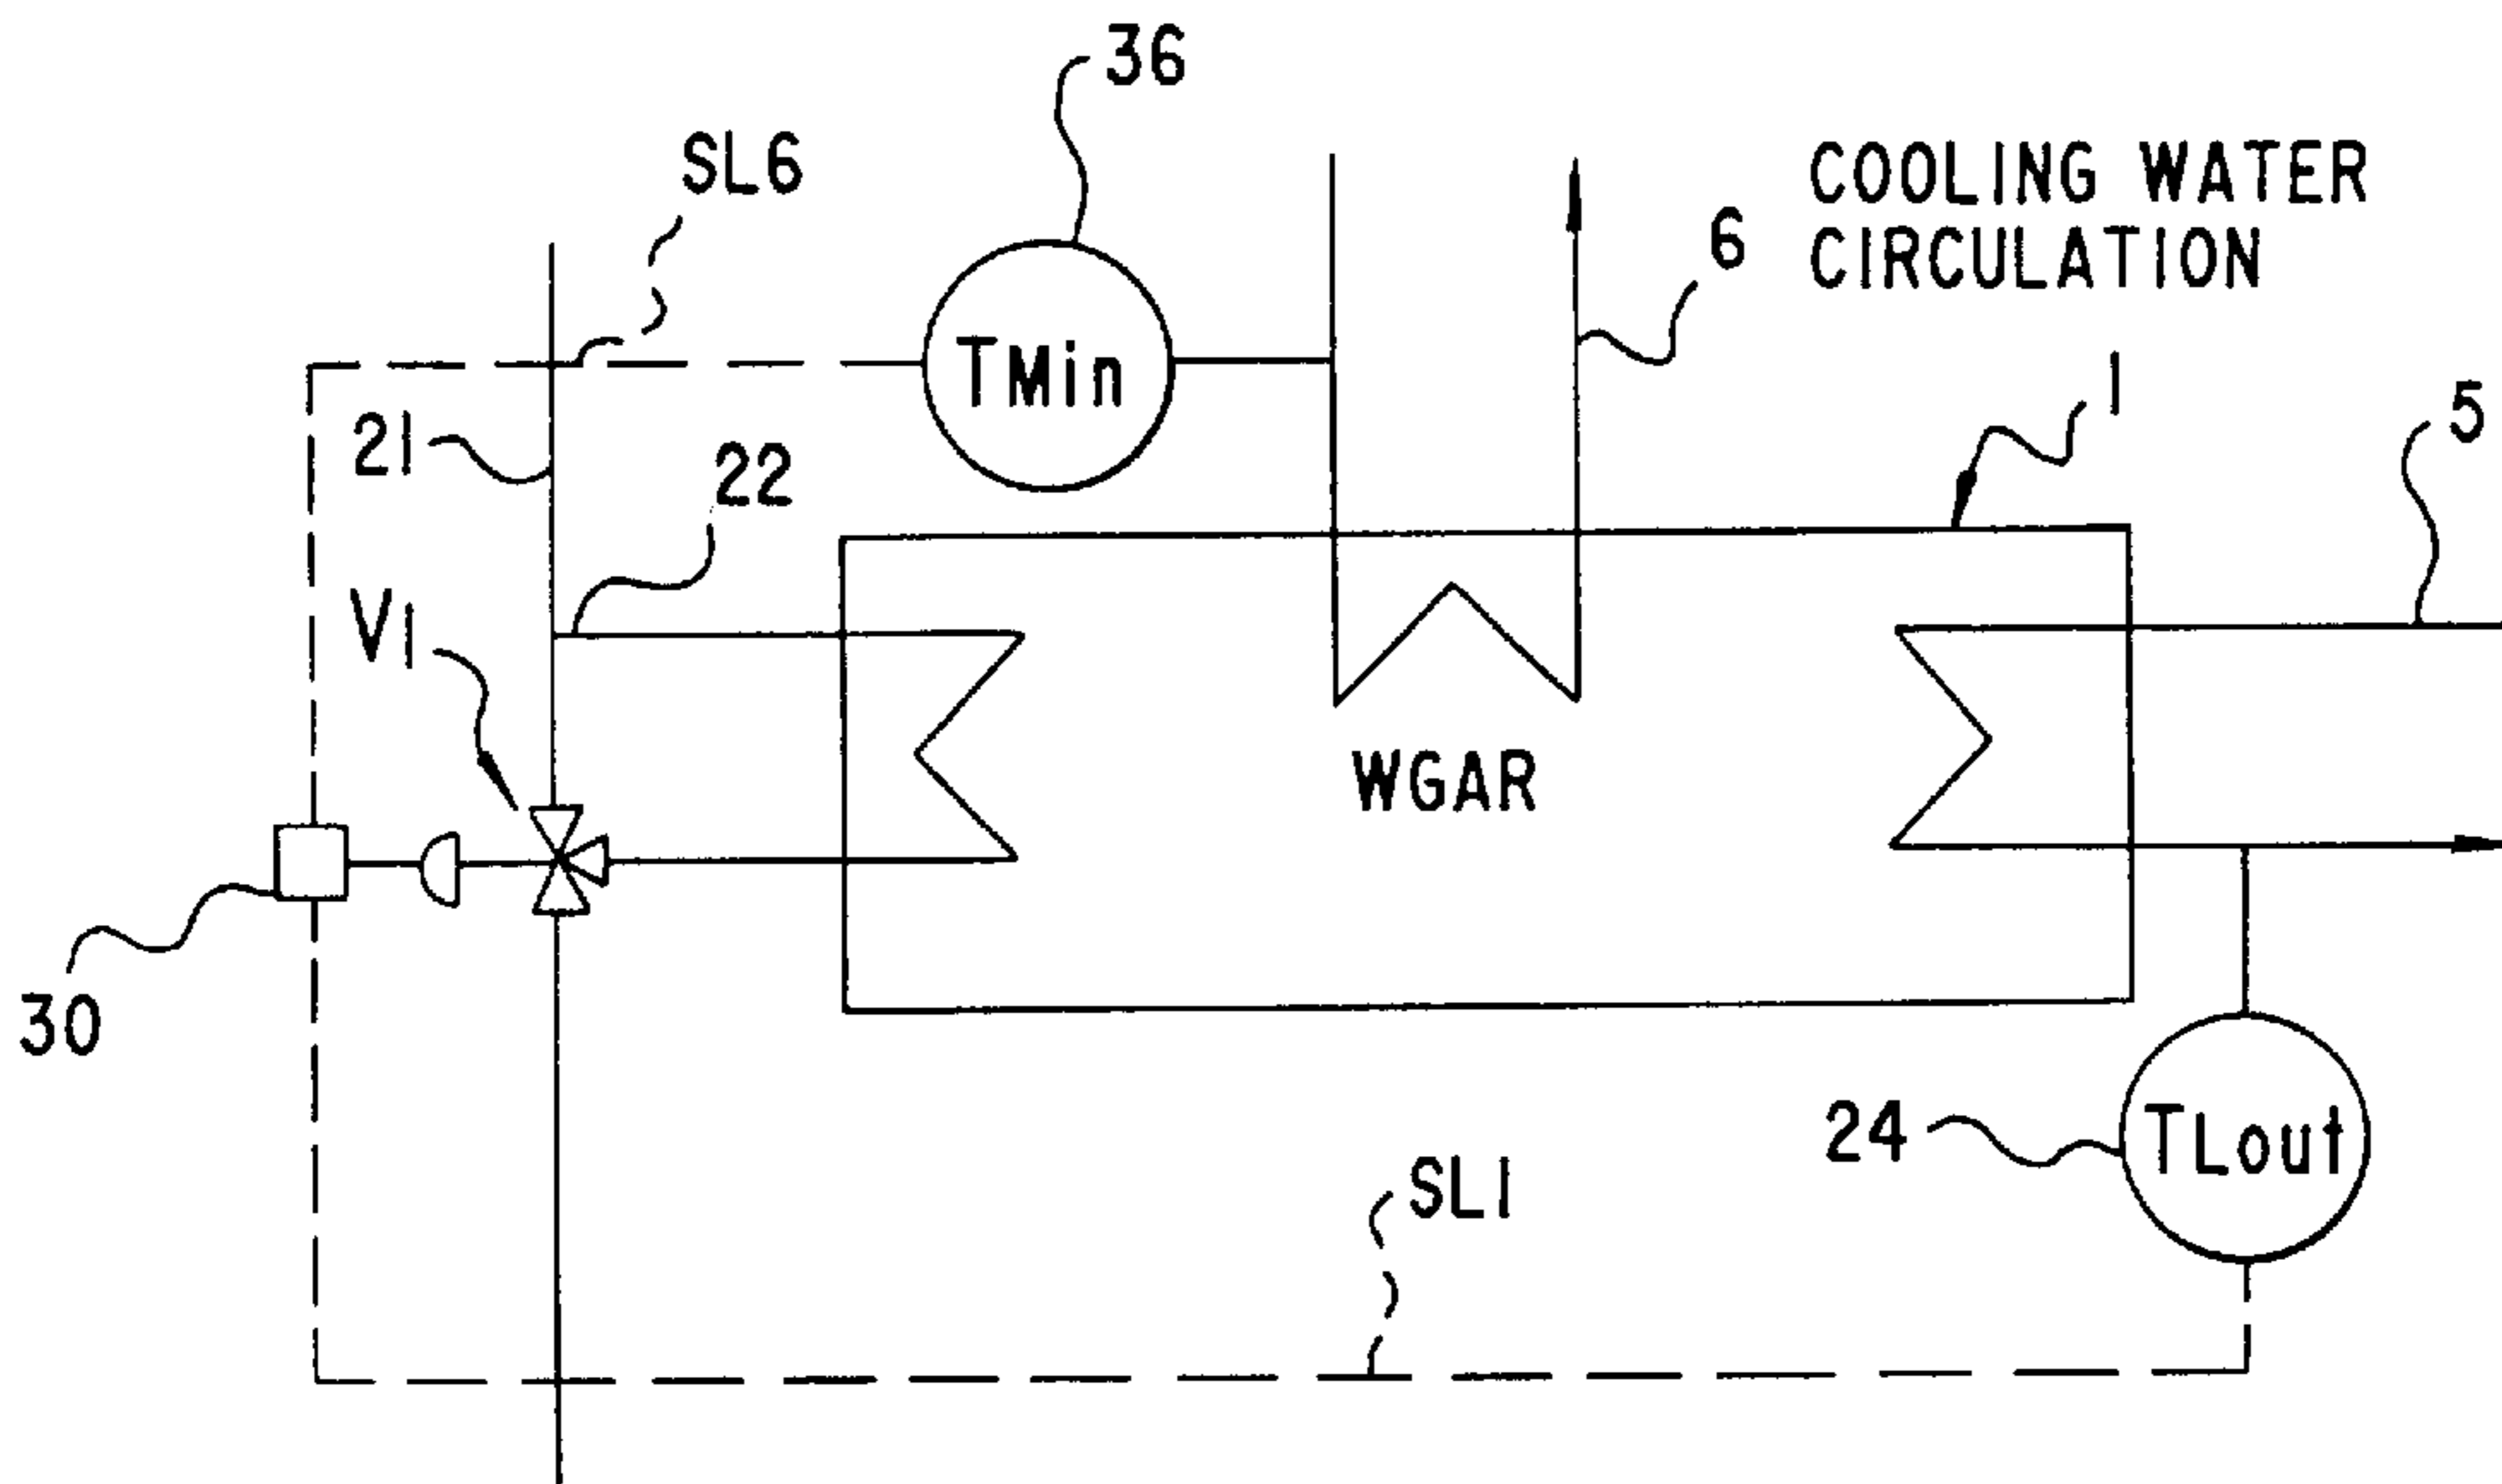 36
SL6
COOLING WATER
CIRCULATION
6
TMin
1
5
21
22
V1
WGAR
30
24
TLout
SL1